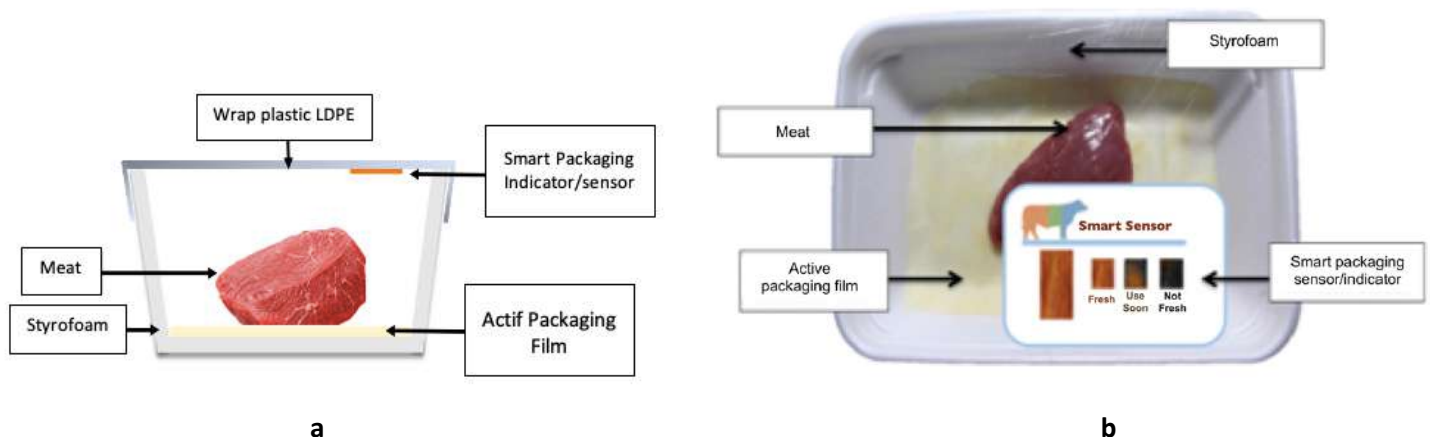 Wrap plastic LDPE
Smart Packaging
Indicator/sensor
Meat
Styrofoam
Actif Packaging
Film
a
Styrofoam
Meat
Active
packaging film
Smart Sensor
Fresh
Use
Soon
Not
Fresh
Smart packaging
sensor/indicator
b